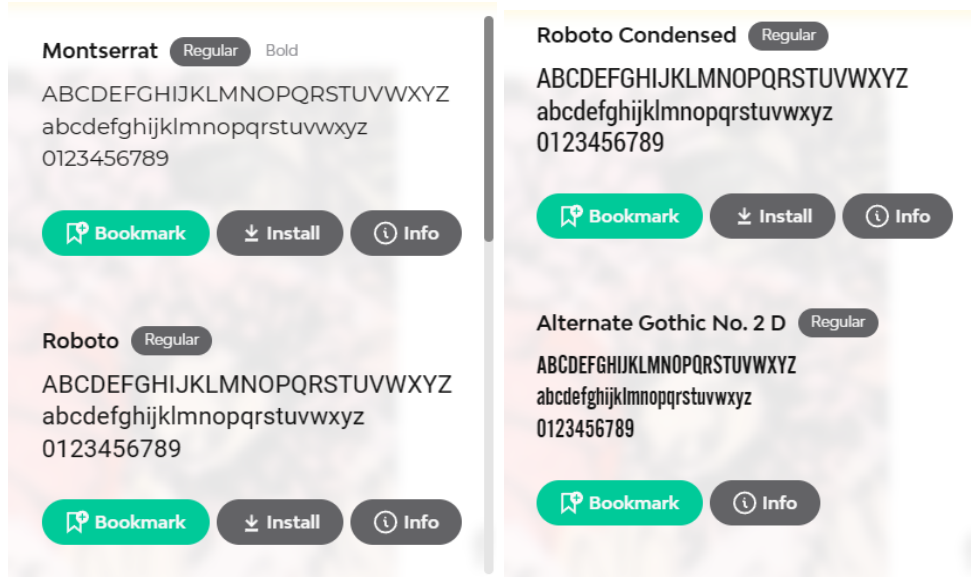 Montserrat Regular Bold
ABCDEFGHIJKLMNOPQRSTUVWXYZ
abcdefghijklmnopqrstuvwxyz
0123456789
Bookmark Install Info
Roboto Regular
ABCDEFGHIJKLMNOPQRSTUVWXYZ
abcdefghijklmnopqrstuvwxyz
0123456789
Bookmark Install Info
Roboto Condensed Regular
ABCDEFGHIJKLMNOPQRSTUVWXYZ
abcdefghijklmnopqrstuvwxyz
0123456789
Bookmark Install Info
Alternate Gothic No. 2 D Regular
ABCDEFGHIJKLMNOPQRSTUVWXYZ
abcdefghijklmnopqrstuvwxyz
0123456789
Bookmark Info